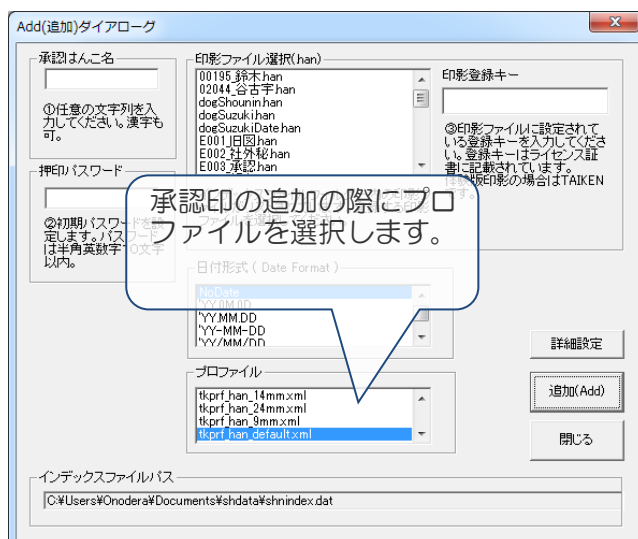 Add(追加)ダイアローグ
承認はんこ名
①任意の文字列を入
力してください。漢字も
可。
押印パスワード
②初期パスワードを設
定します。パスワード
は半角英数字10文字
以内。
印影ファイル選択(han)
00195_鈴木.han
02044_谷古宇.han
dogShounin.han
dogSuzuki.han
dogSuzukiDate.han
E001_旧図.han
E002_社外秘.han
E003_承認.han
印影登録キー
③印影ファイルに設定されて
いる登録キーを入力してくださ
い。登録キーはライセンス証
書に記載されています。
版印影の場合はTAIKEN
です。
承認印の追加の際にプロ
ファイルを選択します。
日付形式 ( Date Format )
NoDate
'YY.0M.0D
'YY.MM.DD
'YY-MM-DD
'YY/MM/DD
プロファイル
tkprf_han_14mm.xml
tkprf_han_24mm.xml
tkprf_han_9mm.xml
tkprf_han_default.xml
詳細設定
追加(Add)
閉じる
インデックスファイルパス
C:¥Users¥Onodera¥Documents¥shdata¥shnindex.dat